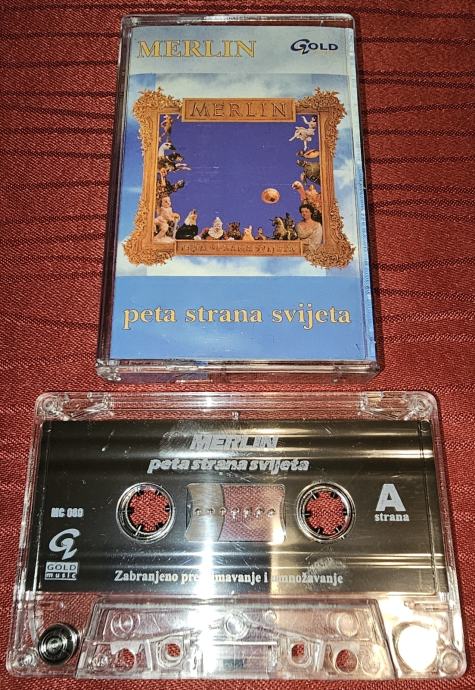 MERLIN
GOLD
MERLIN
peta strana svijeta
MERLIN
peta strana svijeta
MC 080
A
strana
GOLD
music
Zabranjeno presnimavanje i umnožavanje